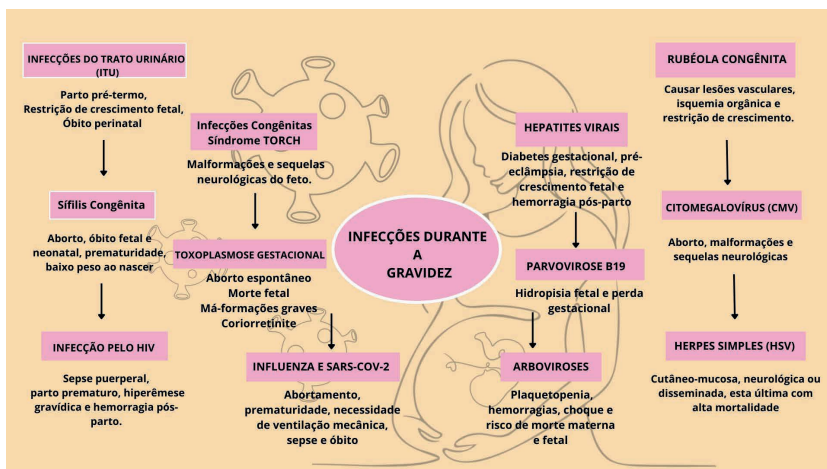 INFECÇÕES DO TRATO URINÁRIO
(ITU)
Parto pré-termo,
Restrição de crescimento fetal,
Óbito perinatal
Sífilis Congênita
Aborto, óbito fetal e
neonatal, prematuridade,
baixo peso ao nascer
INFECÇÃO PELO HIV
Sepse puerperal,
parto prematuro, hiperêmese
gravídica e hemorragia pós-
parto.
Infecções Congênitas
Síndrome TORCH
Malformações e sequelas
neurológicas do feto.
TOXOPLASMOSE GESTACIONAL
Aborto espontâneo
Morte fetal
Má-formações graves
Coriorretinite
INFLUENZA E SARS-COV-2
Abortamento,
prematuridade, necessidade
de ventilação mecânica,
sepse e óbito
INFECÇÕES DURANTE
A
GRAVIDEZ
HEPATITES VIRAIS
Diabetes gestacional, pré-
eclâmpsia, restrição de
crescimento fetal e
hemorragia pós-parto
PARVOVIROSE B19
Hidropisia fetal e perda
gestacional
ARBOVIROSES
Plaquetopenia,
hemorragias, choque e
risco de morte materna
e fetal
RUBÉOLA CONGÊNITA
Causar lesões vasculares,
isquemia orgânica e
restrição de crescimento.
CITOMEGALOVÍRUS (CMV)
Aborto, malformações e
sequelas neurológicas
HERPES SIMPLES (HSV)
Cutâneo-mucosa, neurológica ou
disseminada, esta última com
alta mortalidade